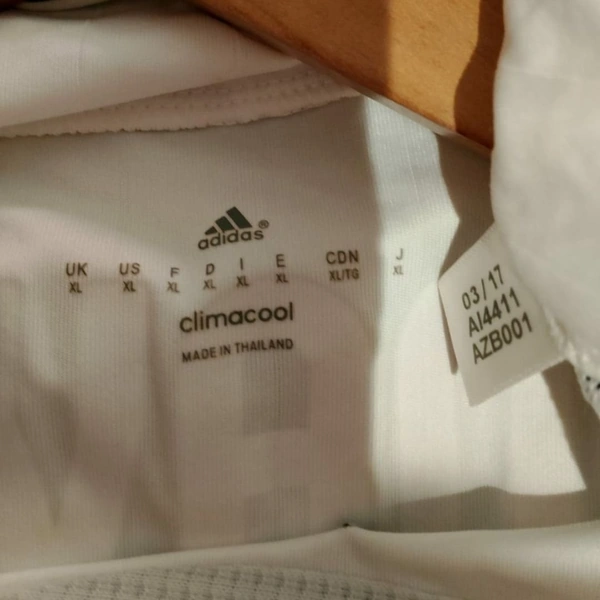 adidas®
UK US F D I E CDN J
XL XL XL XL XL XL XL/TG XL
climacool
MADE IN THAILAND
03/17
AI4411
AZB001